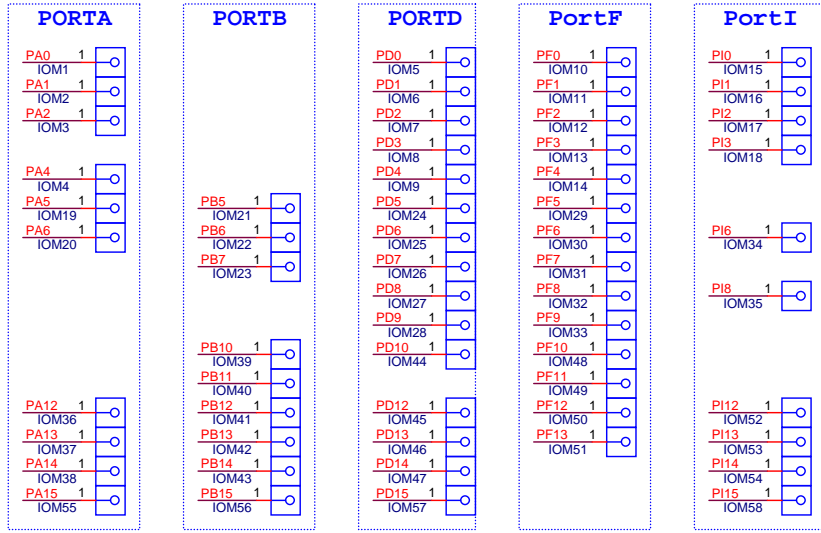 PORTA
PA0 1
IOM1
PA1 1
IOM2
PA2 1
IOM3
PA4 1
IOM4
PA5 1
IOM19
PA6 1
IOM20
PA12 1
IOM36
PA13 1
IOM37
PA14 1
IOM38
PA15 1
IOM55
PORTB
PB5 1
IOM21
PB6 1
IOM22
PB7 1
IOM23
PB10 1
IOM39
PB11 1
IOM40
PB12 1
IOM41
PB13 1
IOM42
PB14 1
IOM43
PB15 1
IOM56
PORTD
PD0 1
IOM5
PD1 1
IOM6
PD2 1
IOM7
PD3 1
IOM8
PD4 1
IOM9
PD5 1
IOM24
PD6 1
IOM25
PD7 1
IOM26
PD8 1
IOM27
PD9 1
IOM28
PD10 1
IOM44
PD12 1
IOM45
PD13 1
IOM46
PD14 1
IOM47
PD15 1
IOM57
PortF
PF0 1
IOM10
PF1 1
IOM11
PF2 1
IOM12
PF3 1
IOM13
PF4 1
IOM14
PF5 1
IOM29
PF6 1
IOM30
PF7 1
IOM31
PF8 1
IOM32
PF9 1
IOM33
PF10 1
IOM48
PF11 1
IOM49
PF12 1
IOM50
PF13 1
IOM51
PortI
PI0 1
IOM15
PI1 1
IOM16
PI2 1
IOM17
PI3 1
IOM18
PI6 1
IOM34
PI8 1
IOM35
PI12 1
IOM52
PI13 1
IOM53
PI14 1
IOM54
PI15 1
IOM58